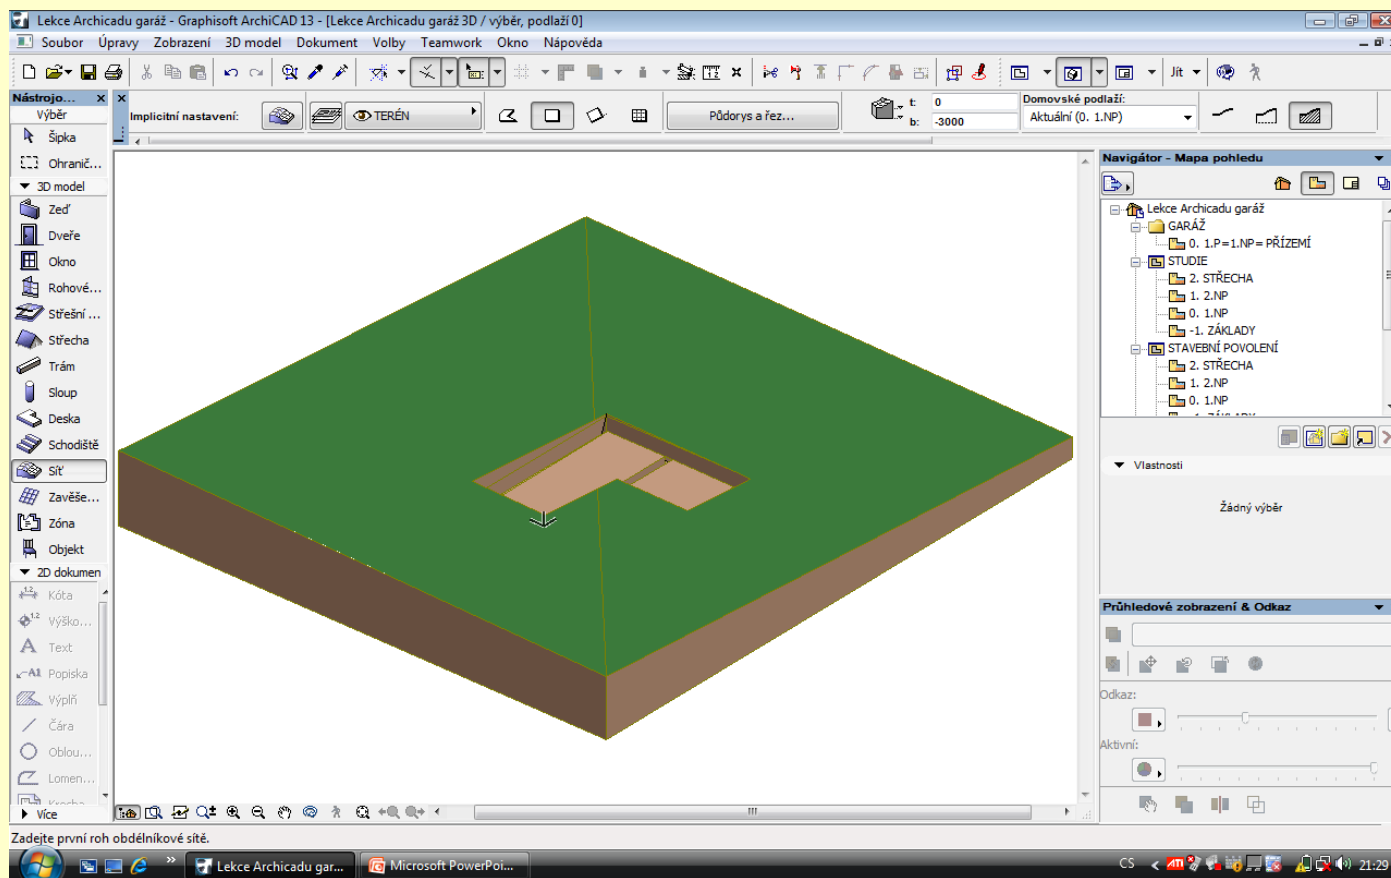 Lekce Archicadu garáž - Graphisoft ArchiCAD 13 - [Lekce Archicadu garáž 3D / výběr, podlaží 0]
Soubor Úpravy Zobrazení 3D model Dokument Volby Teamwork Okno Nápověda
Jít
Nástrojo...
Výběr
Šipka
Ohranič...
3D model
Zeď
Dveře
Okno
Rohové...
Střešní ...
Střecha
Trám
Sloup
Deska
Schodiště
Síť
Zavěše...
Zóna
Objekt
2D dokumen
Kóta
Výško...
Text
Popiska
Výplň
Čára
Oblou...
Lomen...
Více
Implicitní nastavení:
TERÉN
Půdorys a řez...
t: 0
b: -3000
Domovské podlaží:
Aktuální (0. 1.NP)
Navigátor - Mapa pohledu
Lekce Archicadu garáž
GARÁŽ
0. 1.P=1.NP= PŘÍZEMÍ
STUDIE
2. STŘECHA
1. 2.NP
0. 1.NP
-1. ZÁKLADY
STAVEBNÍ POVOLENÍ
2. STŘECHA
1. 2.NP
0. 1.NP
Vlastnosti
Žádný výběr
Průhledové zobrazení & Odkaz
Odkaz:
Aktivní:
Zadejte první roh obdélníkové sítě.
Lekce Archicadu gar...
Microsoft PowerPoi...
CS
ATI
21:29